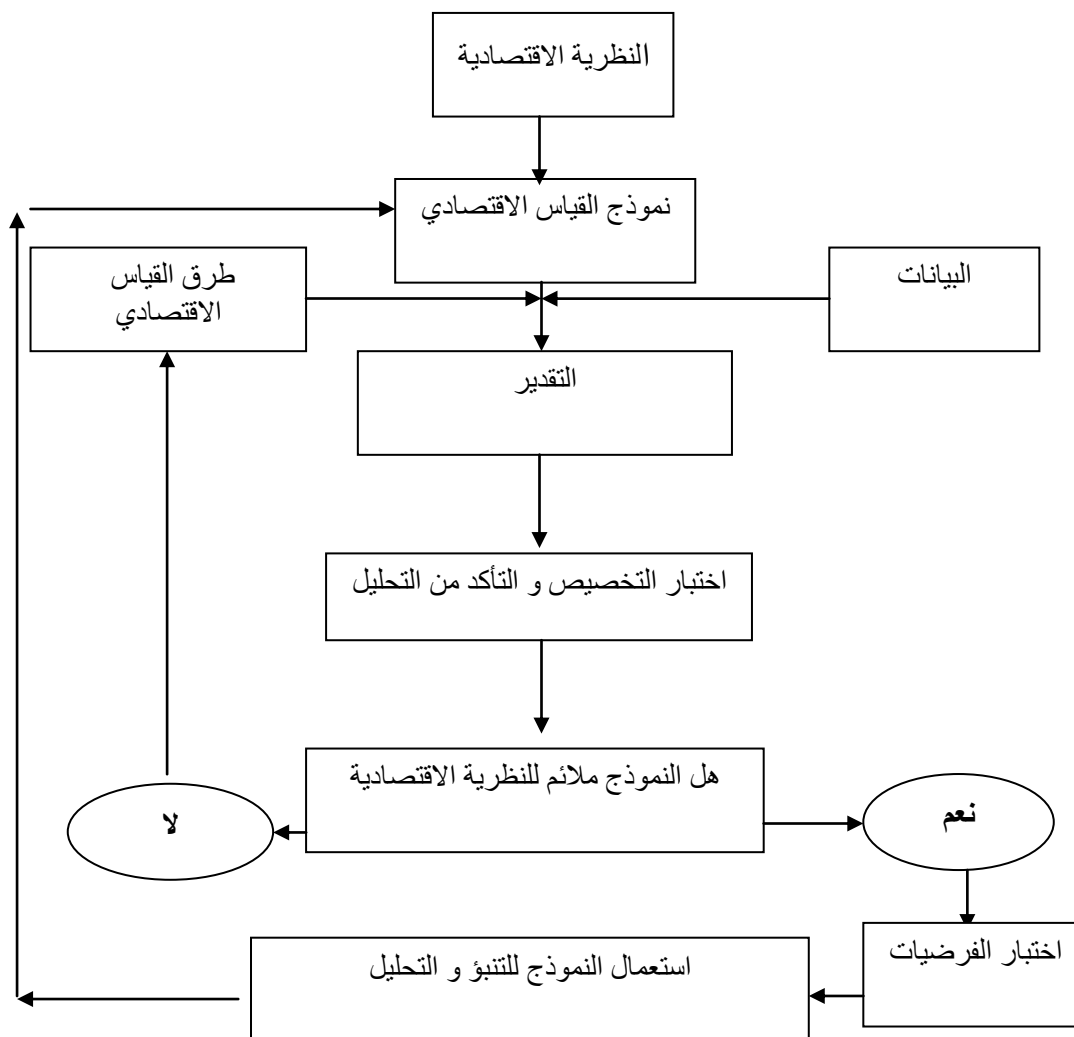 النظرية الاقتصادية
نموذج القياس الاقتصادي
البيانات
طرق القياس
الاقتصادي
التقدير
اختبار التخصيص و التأكد من التحليل
هل النموذج ملائم للنظرية الاقتصادية
نعم
لا
اختبار الفرضيات
استعمال النموذج للتنبؤ و التحليل